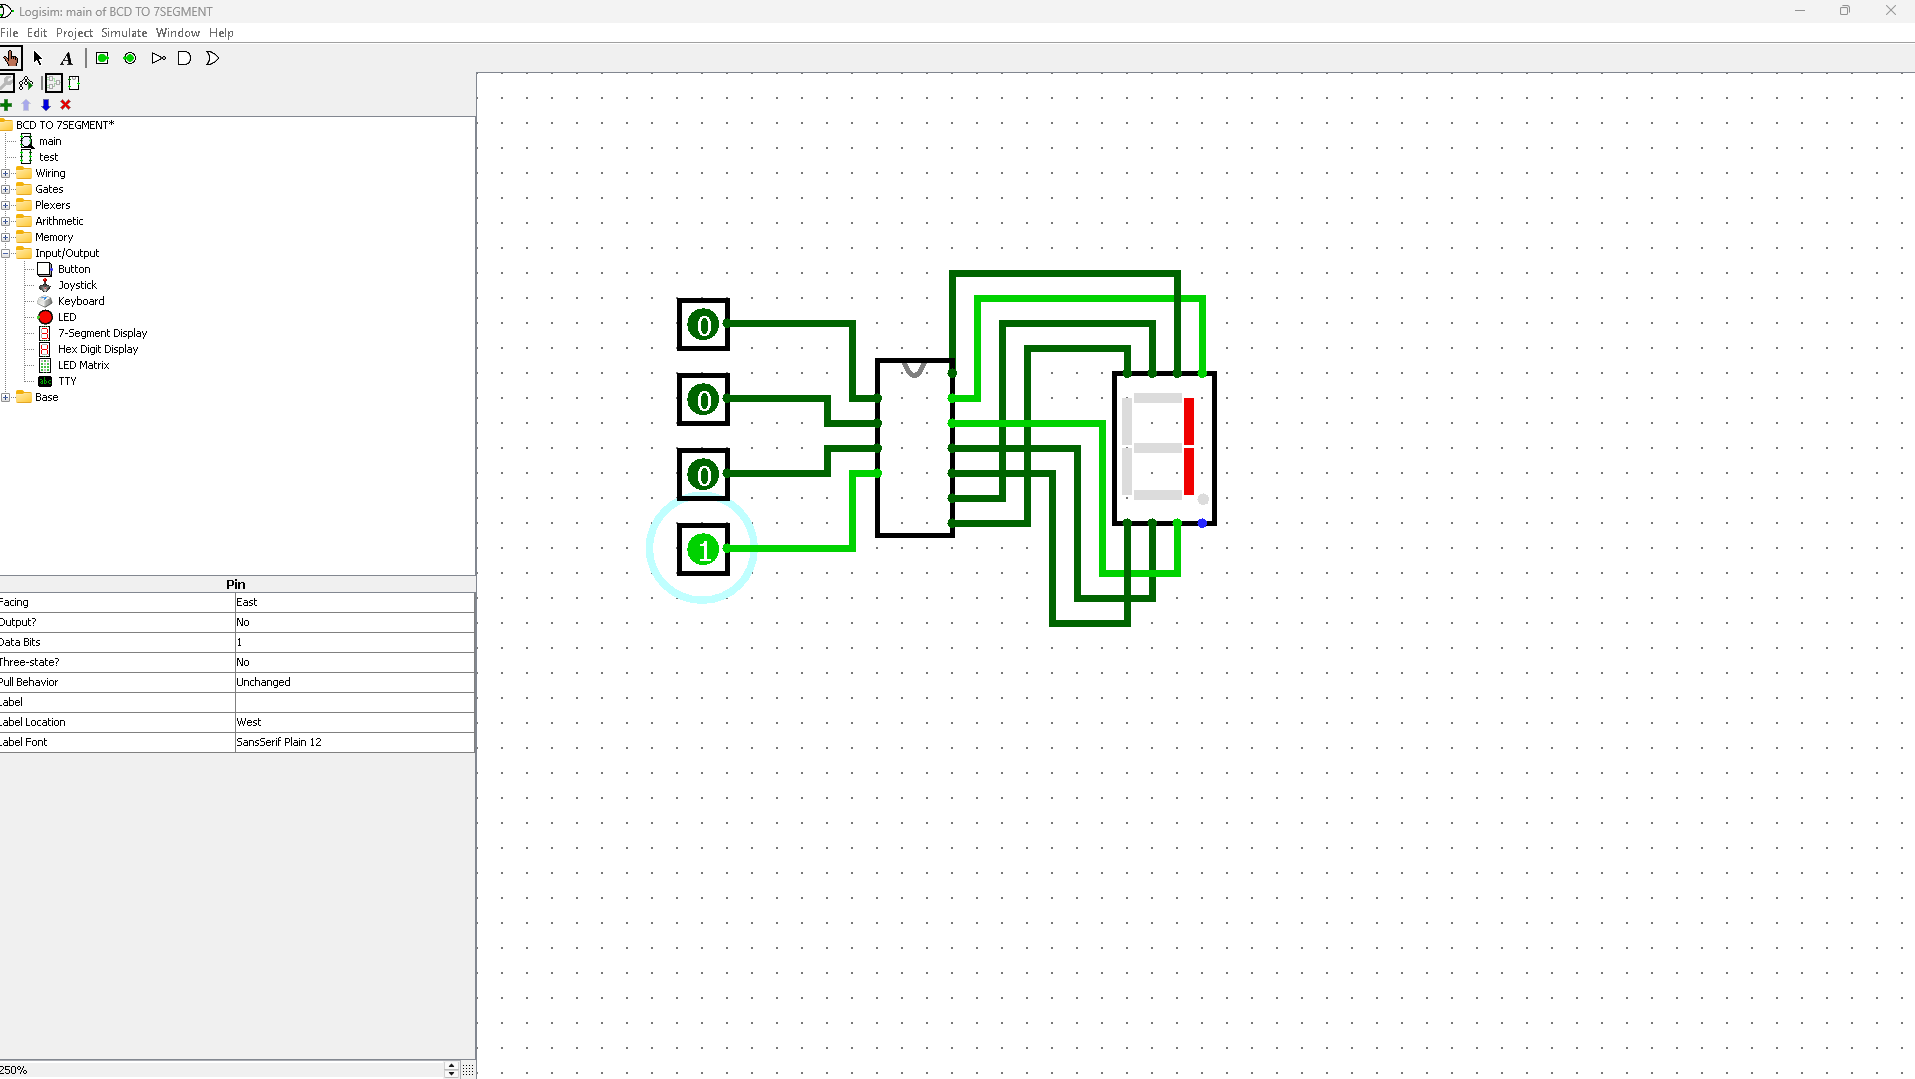 Logisim: main of BCD TO 7SEGMENT
File Edit Project Simulate Window Help
A
BCD TO 7SEGMENT*
main
test
Wiring
Gates
Plexers
Arithmetic
Memory
Input/Output
Button
Joystick
Keyboard
LED
7-Segment Display
Hex Digit Display
LED Matrix
TTY
Base
0
0
0
1
Pin
Facing East
Output? No
Data Bits 1
Three-state? No
Pull Behavior Unchanged
Label
Label Location West
Label Font SansSerif Plain 12
250%